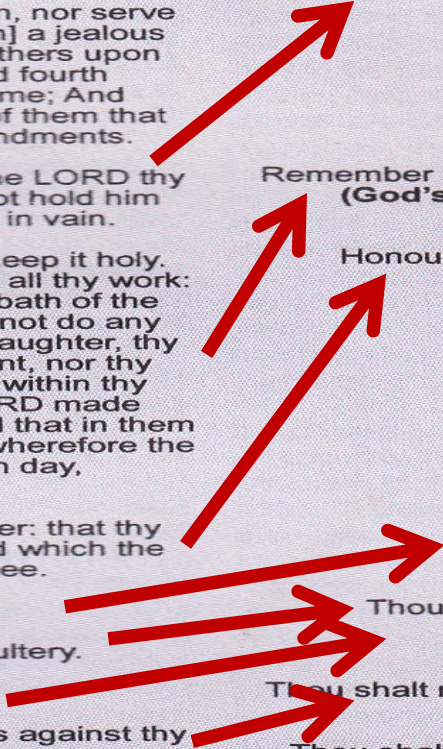 n, nor serve
n] a jealous
thers upon
d fourth
me; And
of them that
ndments.
ne LORD thy
ot hold him
in vain.
eep it holy.
all thy work:
bath of the
not do any
aughter, thy
nt, nor thy
within thy
RD made
d that in them
wherefore the
h day,
er: that thy
d which the
ee.
ultery.
s against thy
Remember
(God's
Honou
Thou
Thou shalt n